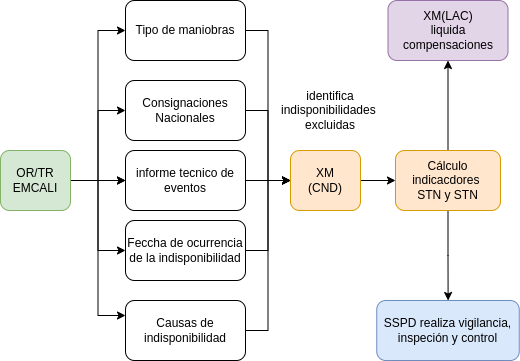 OR/TR
EMCALI
Tipo de maniobras
Consignaciones
Nacionales
informe tecnico de
eventos
Feccha de ocurrencia
de la indisponibilidad
Causas de
indisponibilidad
identifica
indisponibilidades
excluidas
XM
(CND)
Cálculo
indicacdores
STN y STN
XM(LAC)
liquida
compensaciones
SSPD realiza vigilancia,
inspeción y control